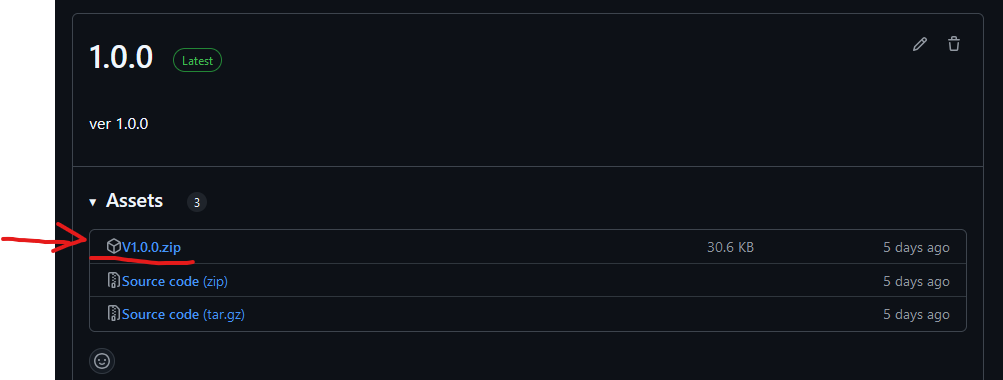 1.0.0 Latest
ver 1.0.0
Assets 3
V1.0.0.zip 30.6 KB 5 days ago
Source code (zip) 5 days ago
Source code (tar.gz) 5 days ago